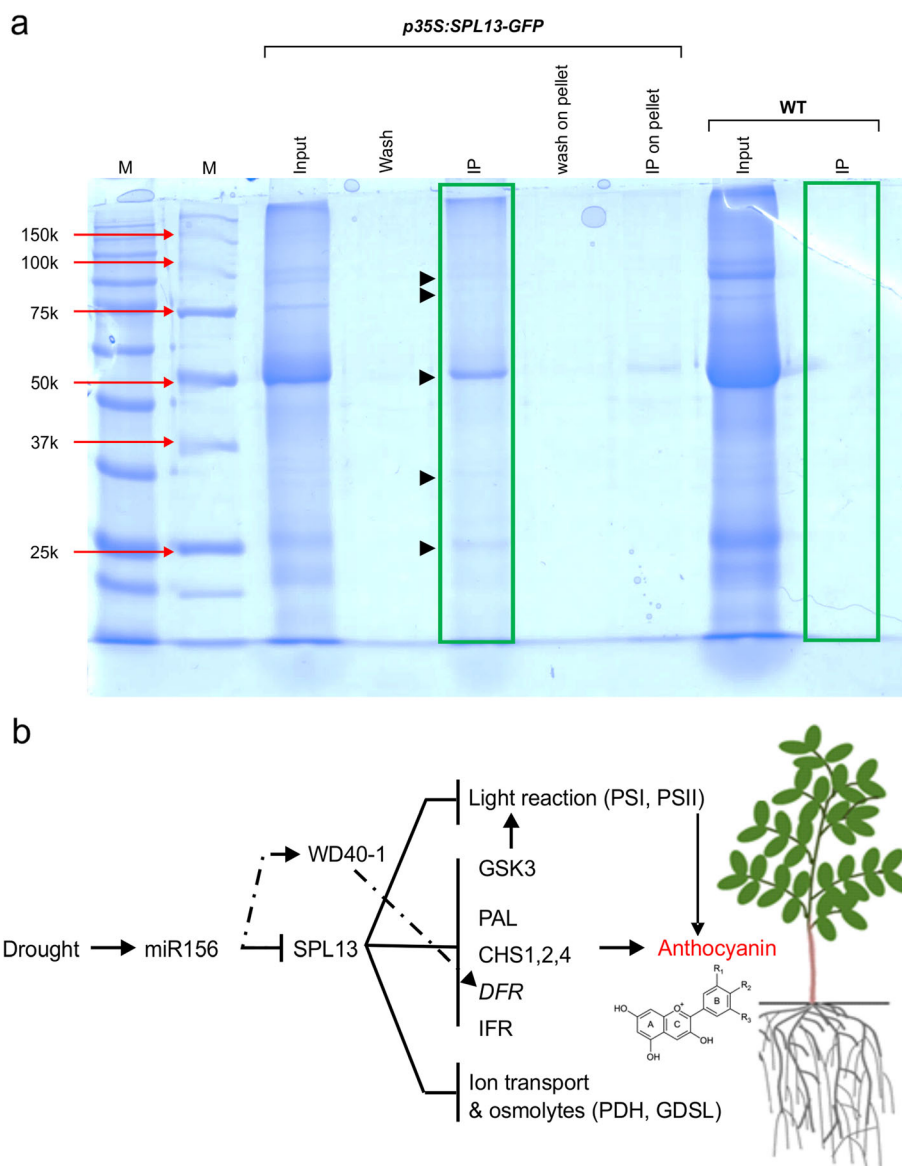 a
p35S:SPL13-GFP
M
M
Input
Wash
IP
wash on pellet
IP on pellet
WT
Input
IP
150k
100k
75k
50k
37k
25k
b
Light reaction (PSI, PSII)
WD40-1
GSK3
PAL
Drought
miR156
SPL13
CHS1,2,4
Anthocyanin
DFR
IFR
R1
R2
R3
B
O+
HO
A
C
OH
OH
Ion transport
& osmolytes (PDH, GDSL)